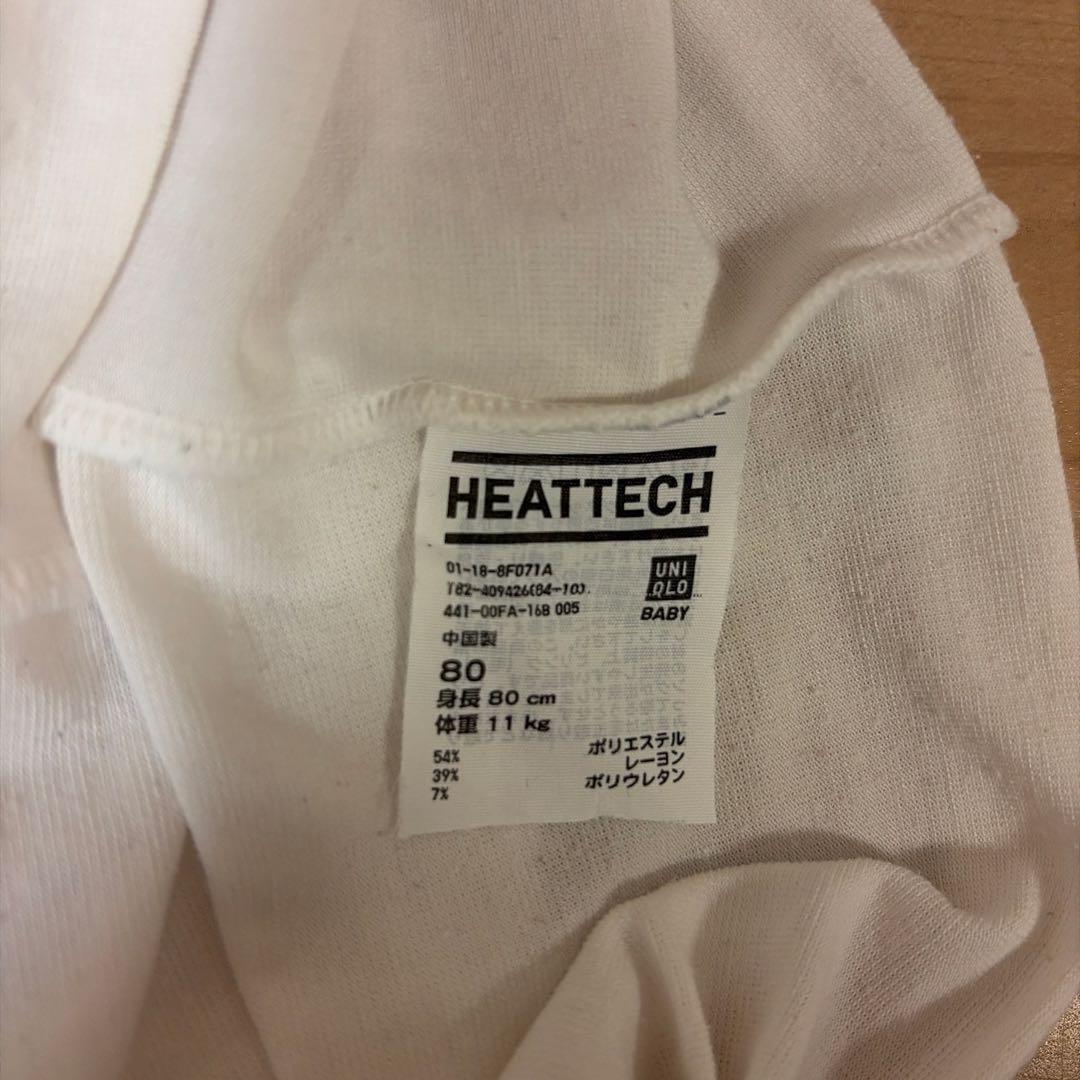 HEATTECH
01-18-8F071A
T82-409426(84-10).
441-00FA-16B 005
UNI
QLO
BABY
中国製
80
身長 80 cm
体重 11 kg
54% ポリエステル
39% レーヨン
7% ポリウレタン